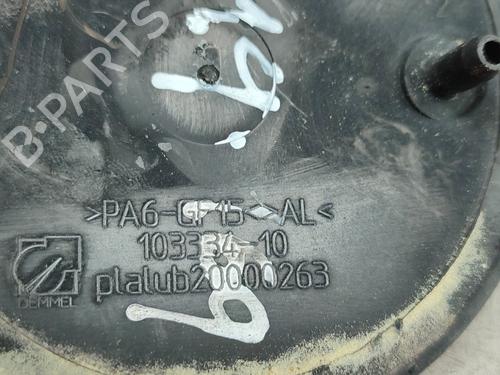 B-PARTS
>PA6-GF15< >AL<
103334-10
plalub20000263
DEMMEL